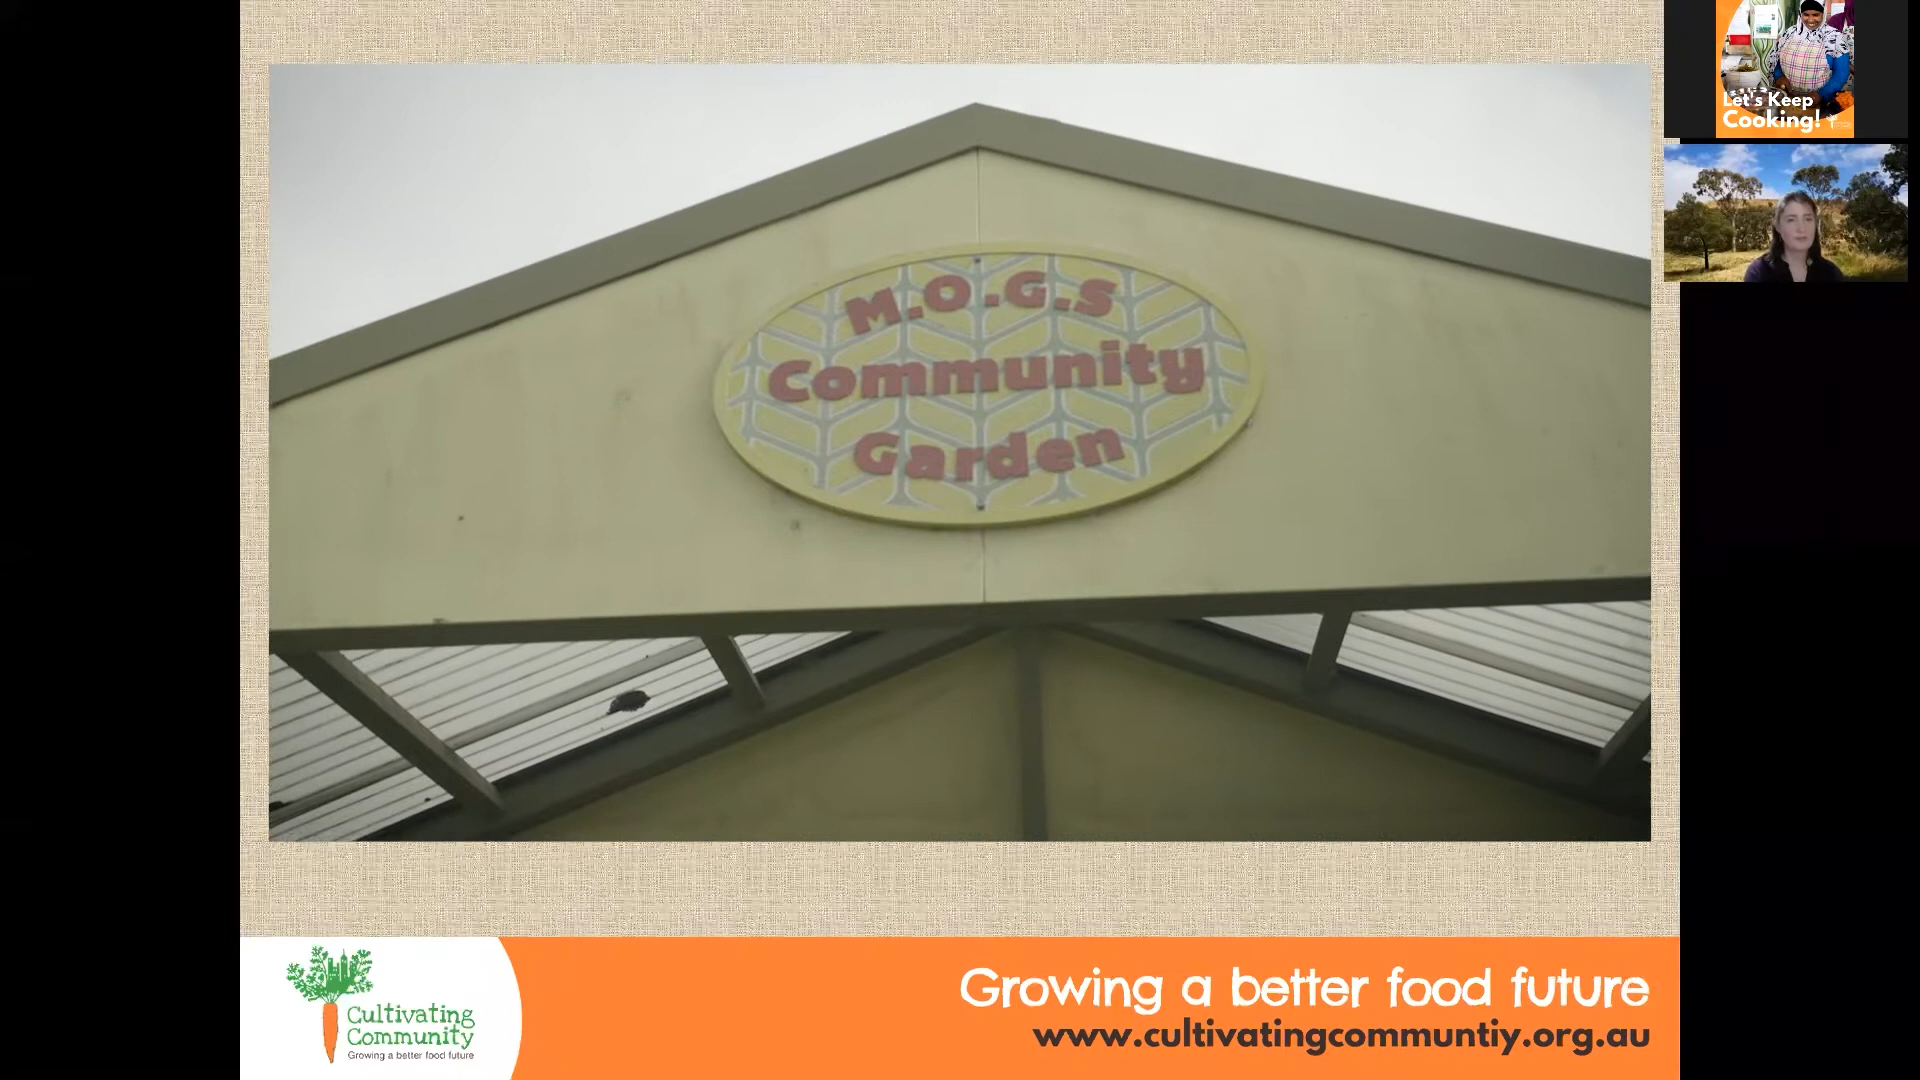 M.O.G.S
Community
Garden
Let's Keep
Cooking!
Cultivating
Community
Growing a better food future
Growing a better food future
www.cultivatingcommuntiy.org.au